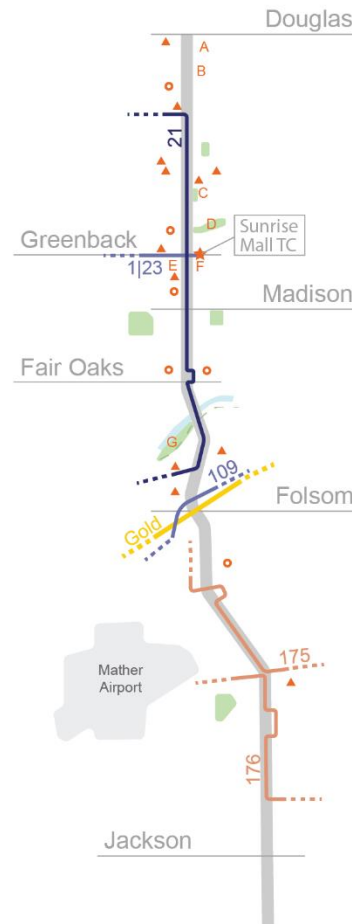 Douglas
A
B
21
C
D
Sunrise
Mall TC
Greenback
E
F
1|23
Madison
Fair Oaks
G
109
Folsom
Gold
175
Mather
Airport
176
Jackson